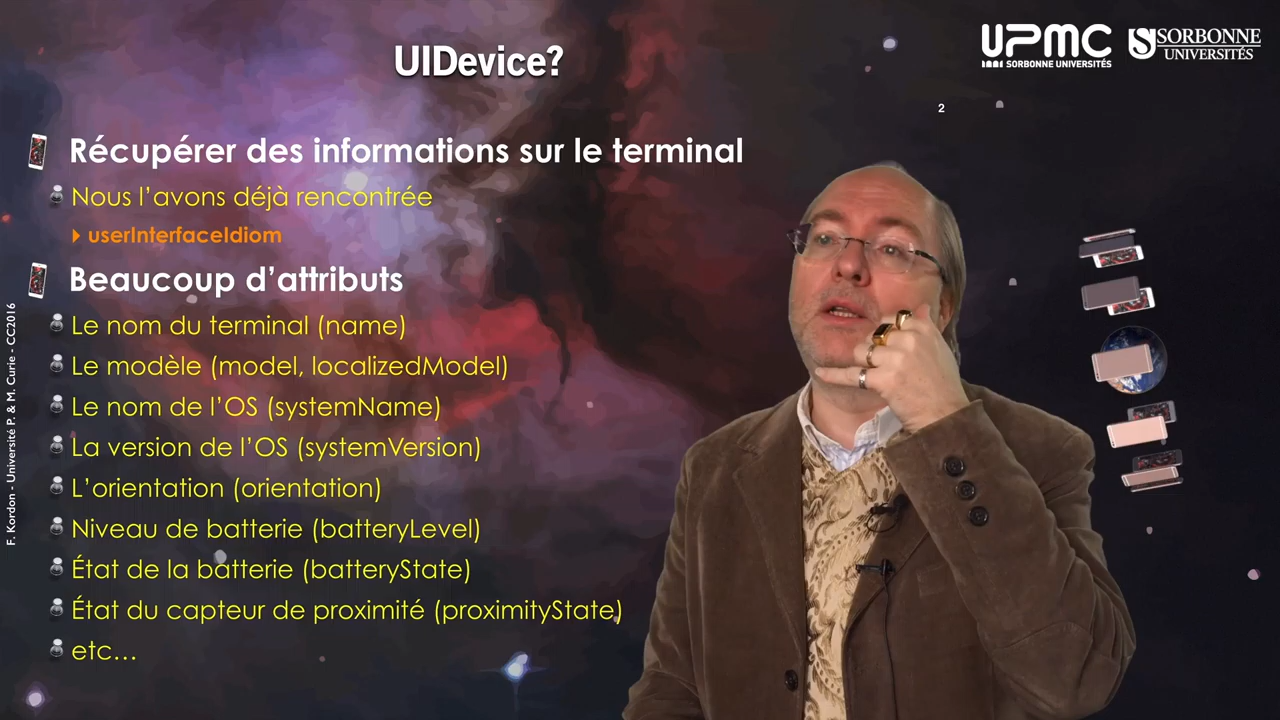 UIDevice?
UPMC
SORBONNE UNIVERSITÉS
SORBONNE
UNIVERSITÉS
2
Récupérer des informations sur le terminal
Nous l’avons déjà rencontrée
userInterfaceIdiom
Beaucoup d’attributs
Le nom du terminal (name)
Le modèle (model, localizedModel)
Le nom de l’OS (systemName)
La version de l’OS (systemVersion)
L’orientation (orientation)
Niveau de batterie (batteryLevel)
État de la batterie (batteryState)
État du capteur de proximité (proximityState)
etc…
F. Kordon - Université P. & M. Curie - CC2016